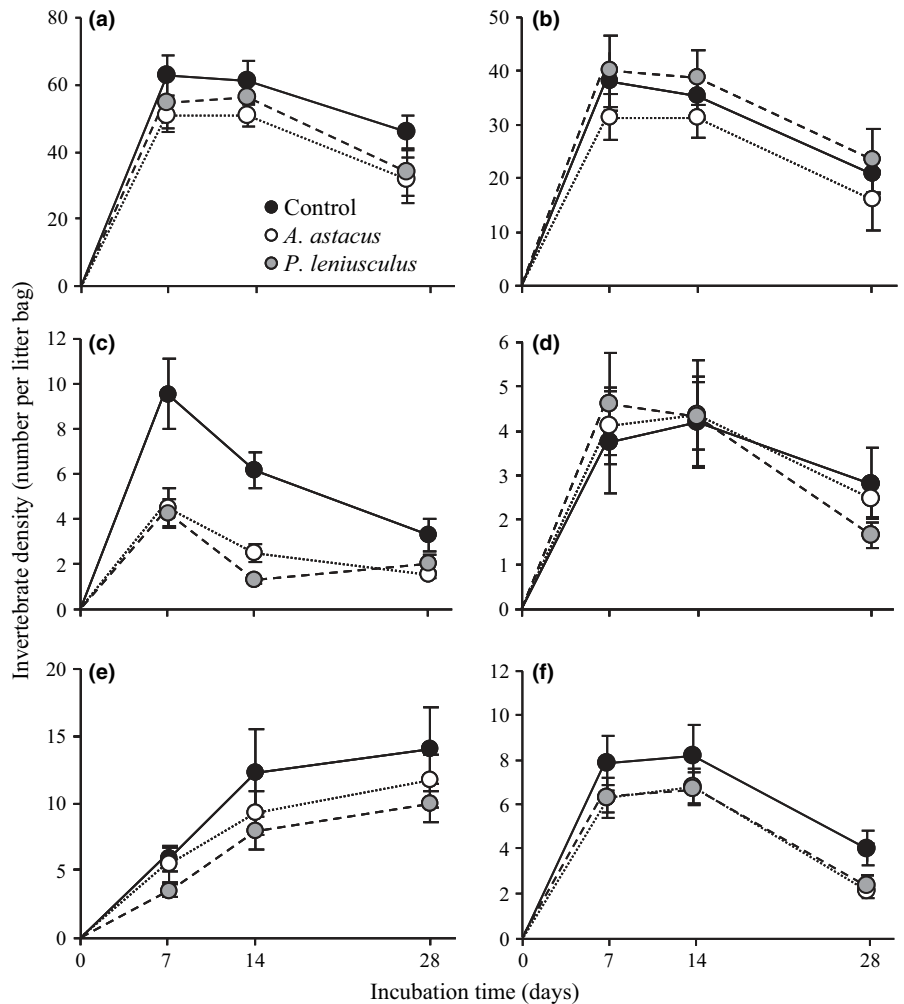 (a)
80
60
40
20
0
Control
A. astacus
P. leniusculus
(b)
50
40
30
20
10
0
(c)
12
10
8
6
4
2
0
(d)
6
5
4
3
2
1
0
(e)
20
15
10
5
0
0 7 14 28
(f)
12
10
8
6
4
2
0
0 7 14 28
Invertebrate density (number per litter bag)
Incubation time (days)